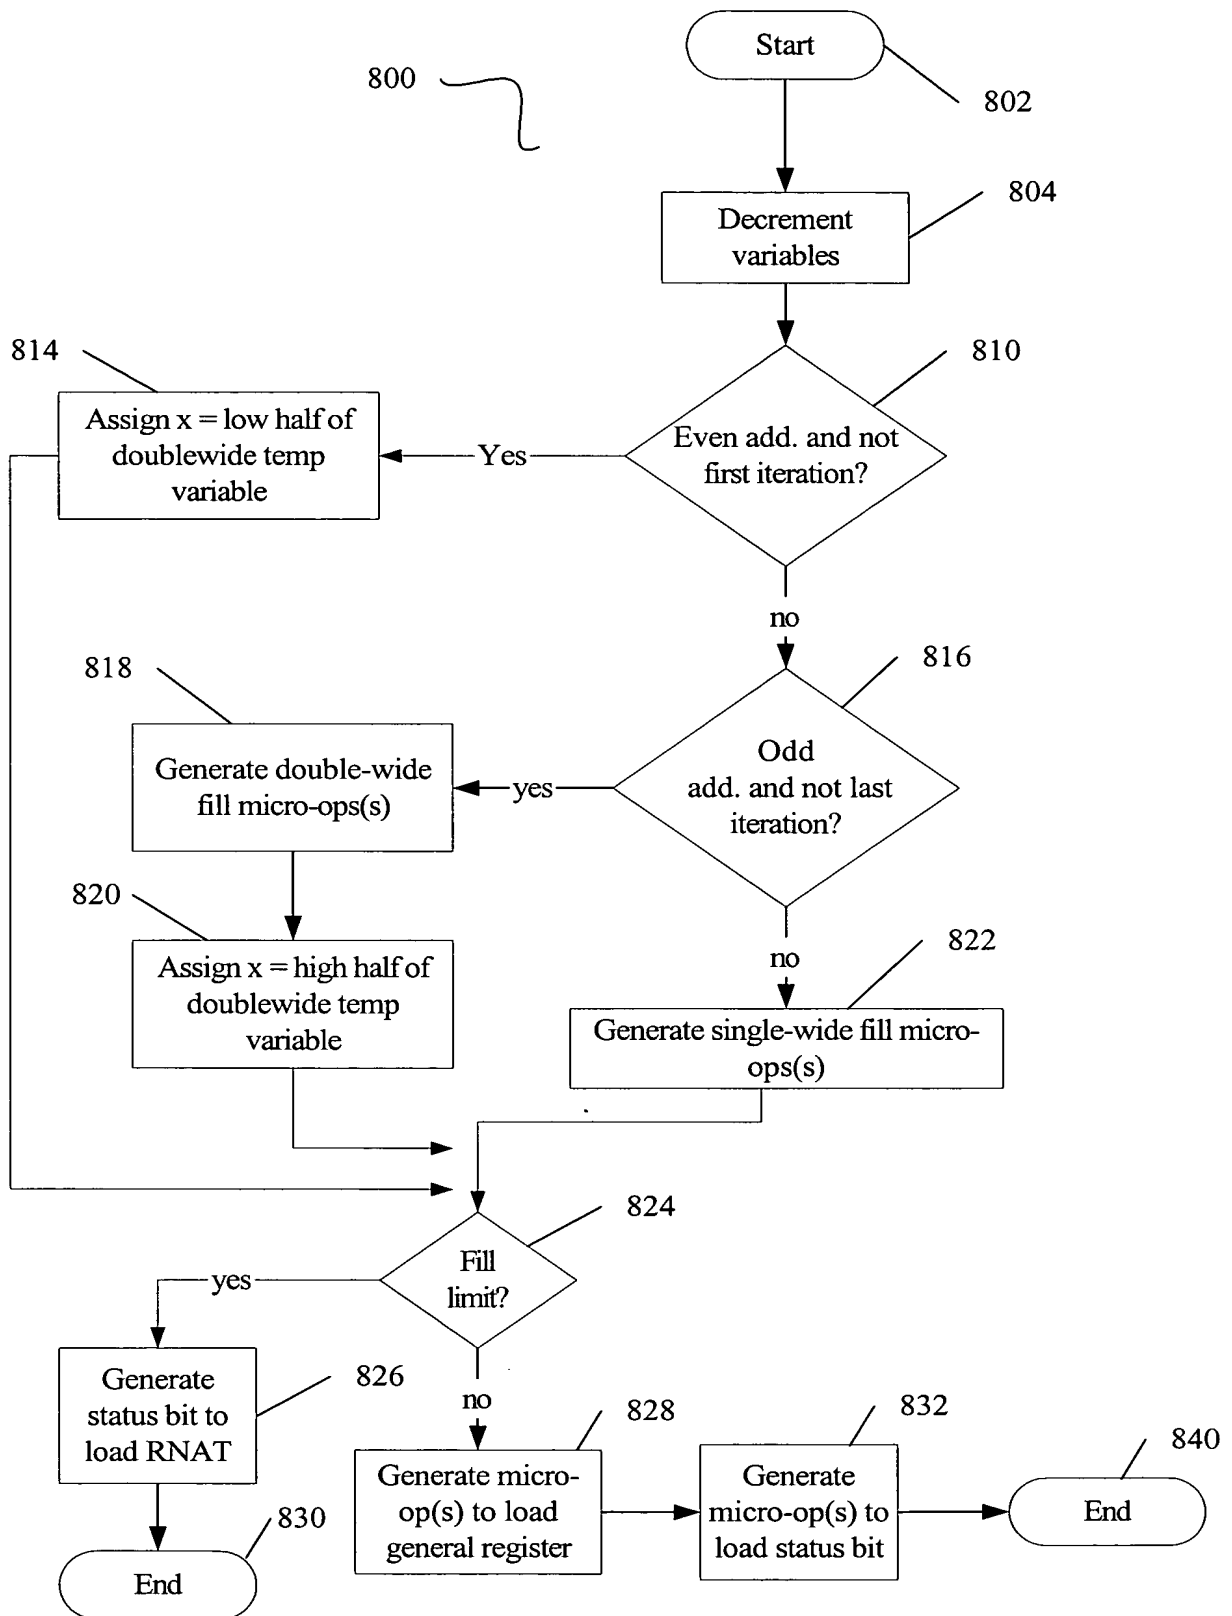 Start
800
802
804
Decrement
variables
814
810
Assign x = low half of
doublewide temp
variable
Yes
Even add. and not
first iteration?
no
818
816
Generate double-wide
fill micro-ops(s)
yes
Odd
add. and not last
iteration?
820
822
no
Assign x = high half of
doublewide temp
variable
Generate single-wide fill micro-
ops(s)
824
Fill
limit?
yes
Generate
status bit to
load RNAT
826
no
828
832
840
Generate micro-
op(s) to load
general register
Generate
micro-op(s) to
load status bit
End
830
End